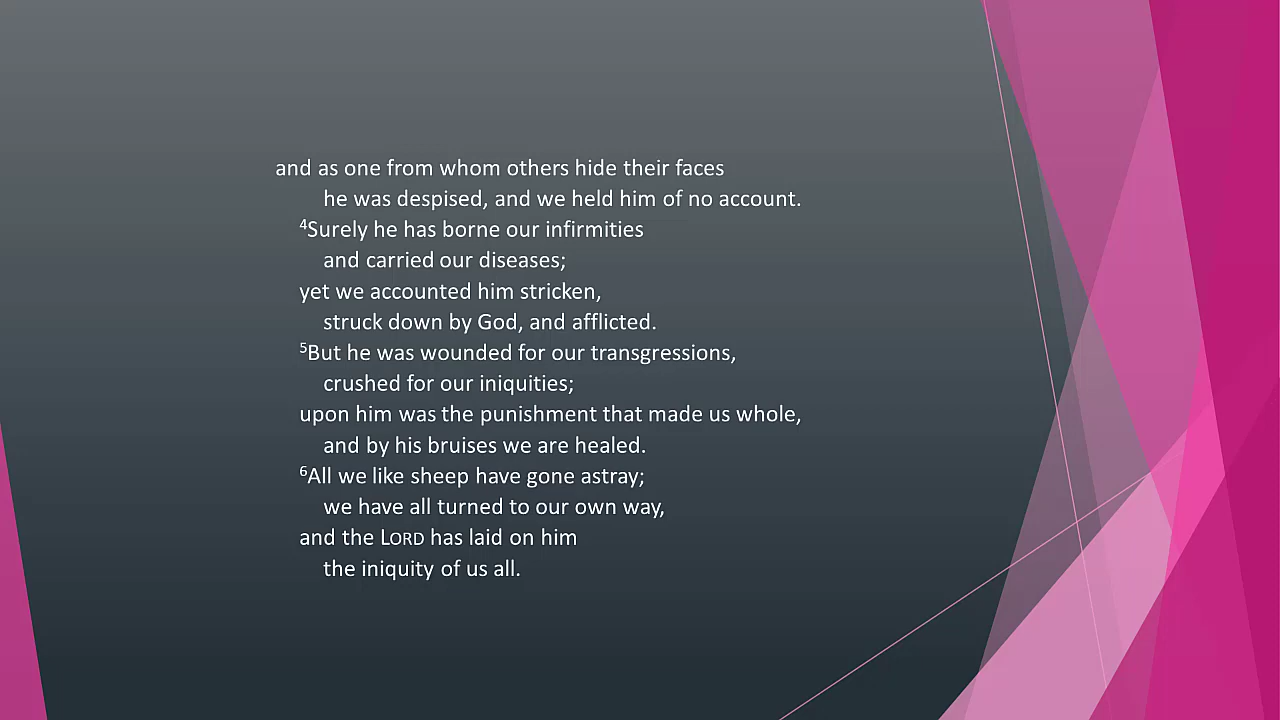 and as one from whom others hide their faces
he was despised, and we held him of no account.
⁴Surely he has borne our infirmities
and carried our diseases;
yet we accounted him stricken,
struck down by God, and afflicted.
⁵But he was wounded for our transgressions,
crushed for our iniquities;
upon him was the punishment that made us whole,
and by his bruises we are healed.
⁶All we like sheep have gone astray;
we have all turned to our own way,
and the LORD has laid on him
the iniquity of us all.